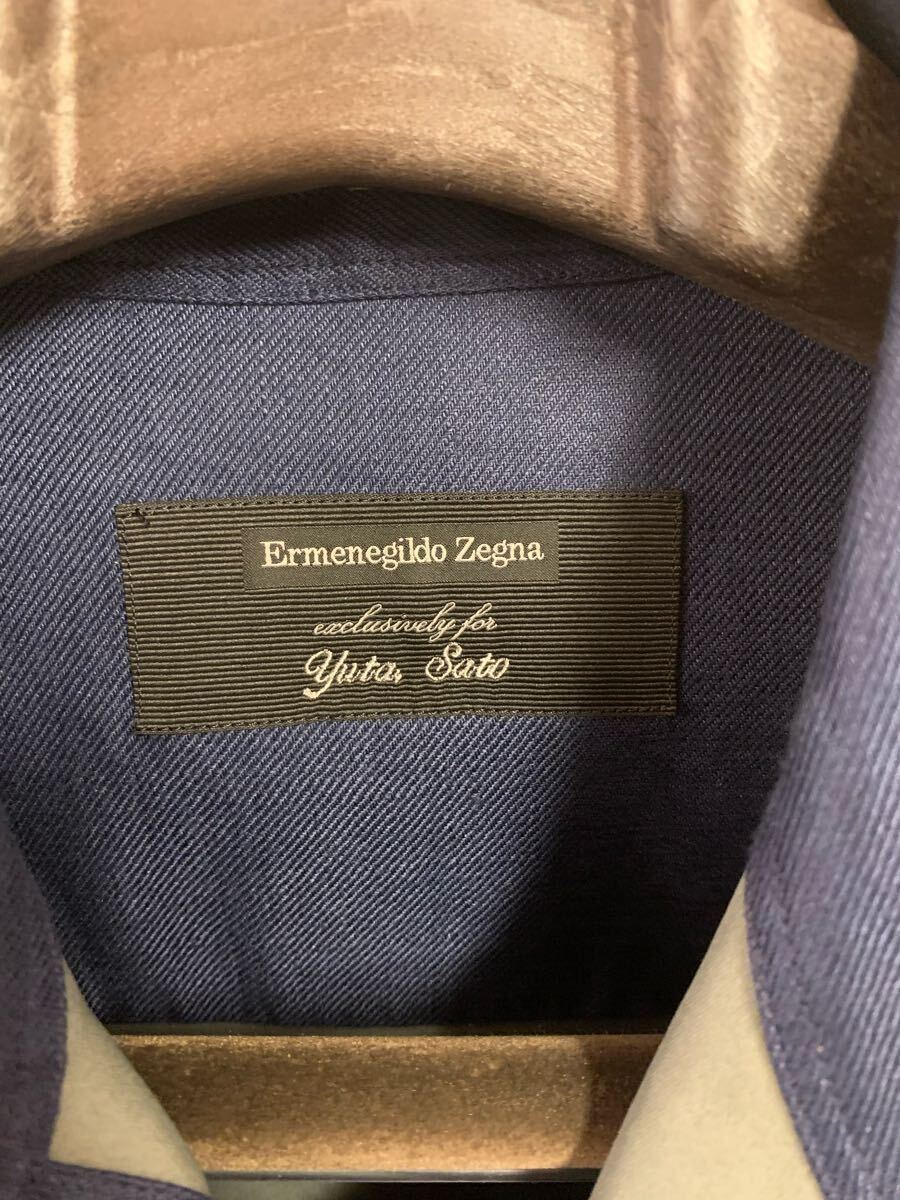 Ermenegildo Zegna
exclusively for
Yuta, Sato